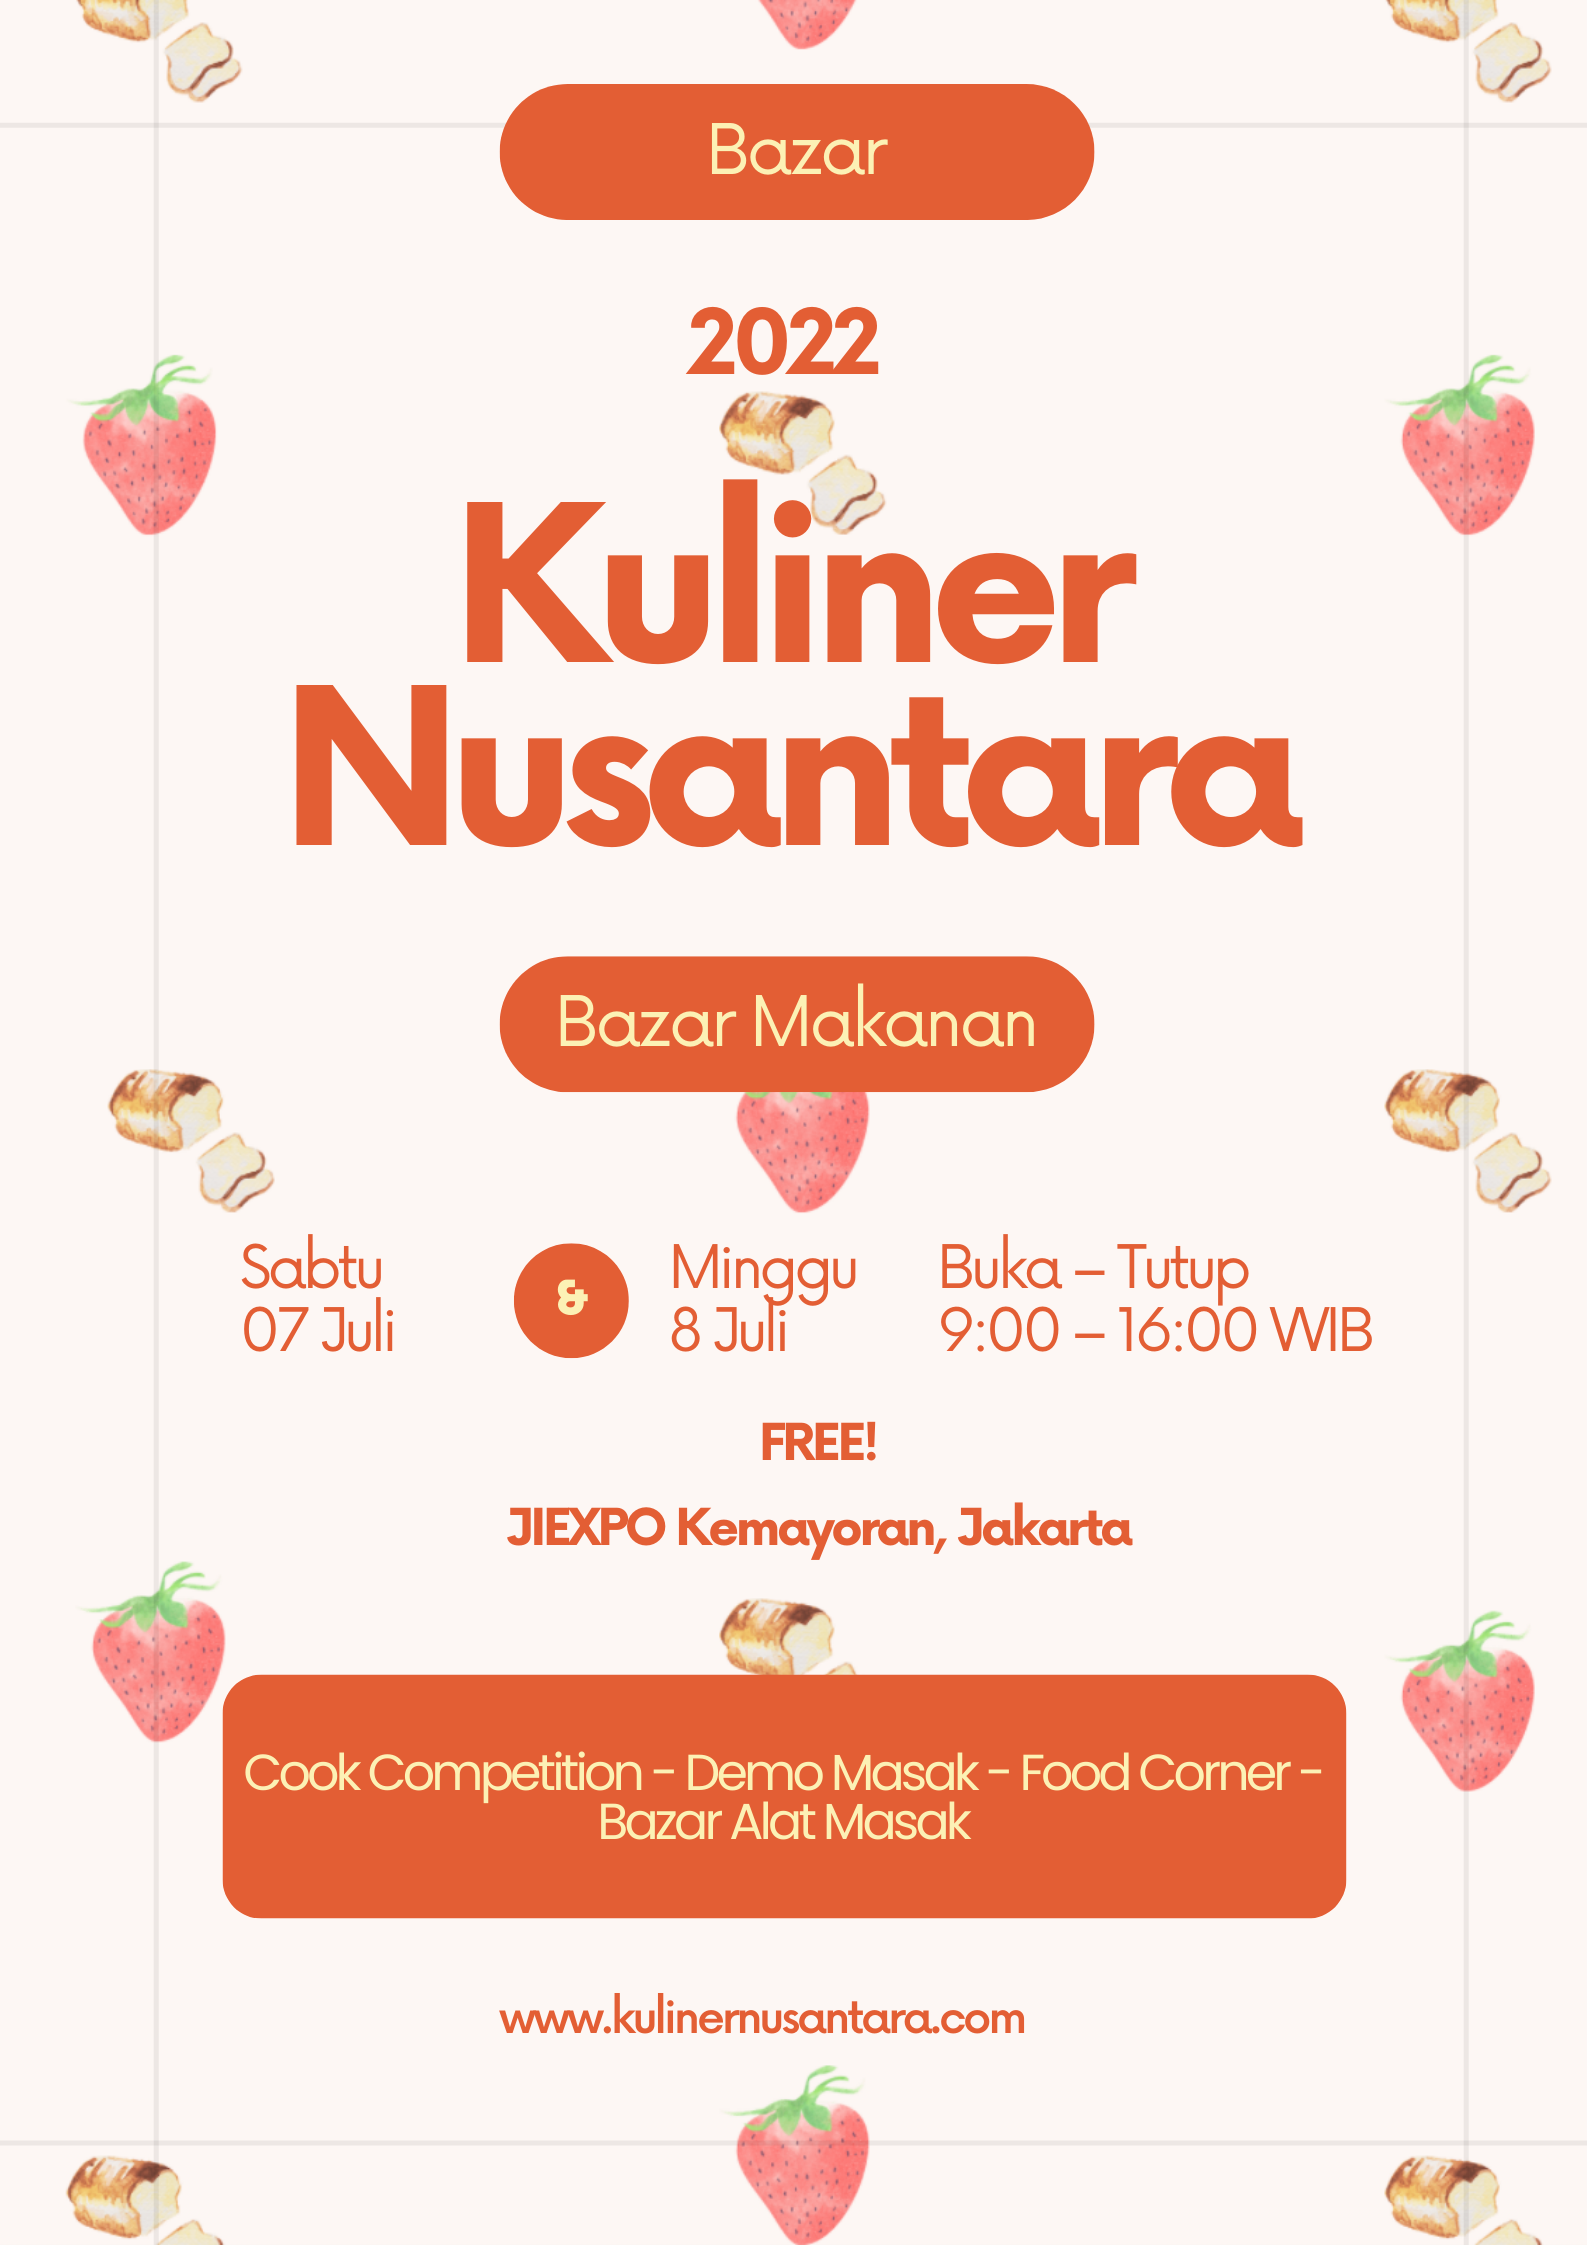 Bazar
2022
Kuliner
Nusantara
Bazar Makanan
Sabtu
07 Juli
&
Minggu
8 Juli
Buka – Tutup
9:00 – 16:00 WIB
FREE!
JIEXPO Kemayoran, Jakarta
Cook Competition - Demo Masak - Food Corner -
Bazar Alat Masak
www.kulinernusantara.com